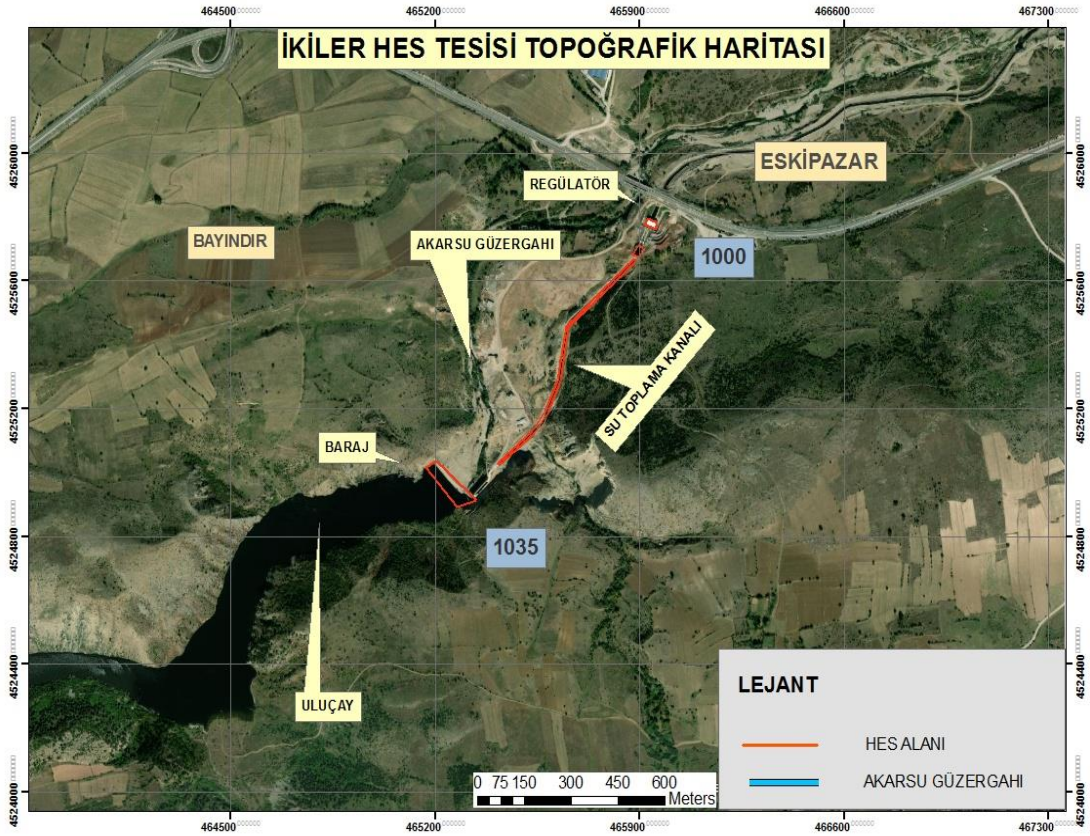 464500 465200 465900 466600 467300
İKİLER HES TESİSİ TOPOĞRAFİK HARİTASI
4526000
4526000
ESKİPAZAR
REGÜLATÖR
BAYINDIR
AKARSU GÜZERGAHI
1000
4525600
4525600
SU TOPLAMA KANALI
4525200
4525200
BARAJ
1035
4524800
4524800
4524400
4524400
ULUÇAY
LEJANT
HES ALANI
AKARSU GÜZERGAHI
0 75 150 300 450 600
Meters
4524000
4524000
464500 465200 465900 466600 467300